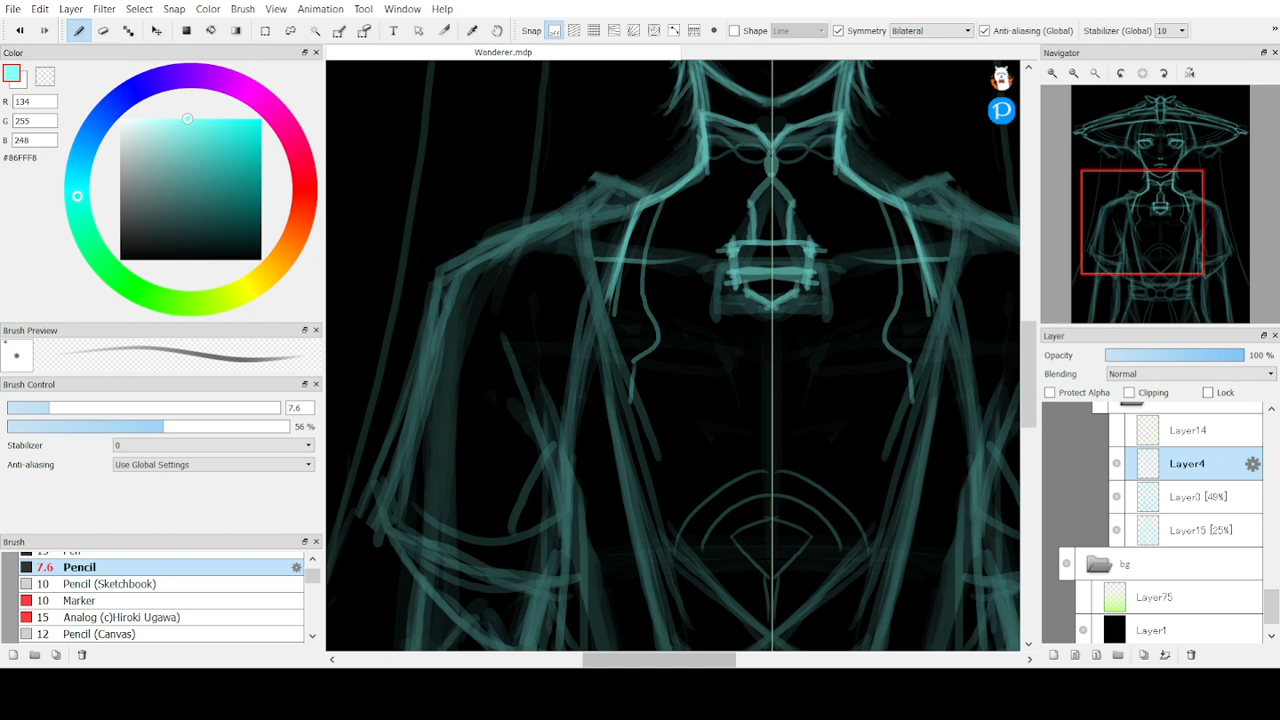 File Edit Layer Filter Select Snap Color Brush View Animation Tool Window Help
Snap Shape Line Symmetry Bilateral Anti-aliasing (Global) Stabilizer (Global) 10
Color
Wanderer.mdp
Navigator
R 134
G 255
B 248
#86FFF8
Brush Preview
Brush Control
7.6
56 %
Stabilizer 0
Anti-aliasing Use Global Settings
Brush
15 Pen
7.6 Pencil
10 Pencil (Sketchbook)
10 Marker
15 Analog (c)Hiroki Ugawa)
12 Pencil (Canvas)
Layer
Opacity 100 %
Blending Normal
Protect Alpha Clipping Lock
Layer14
Layer4
Layer3 [49%]
Layer15 [25%]
bg
Layer75
Layer1